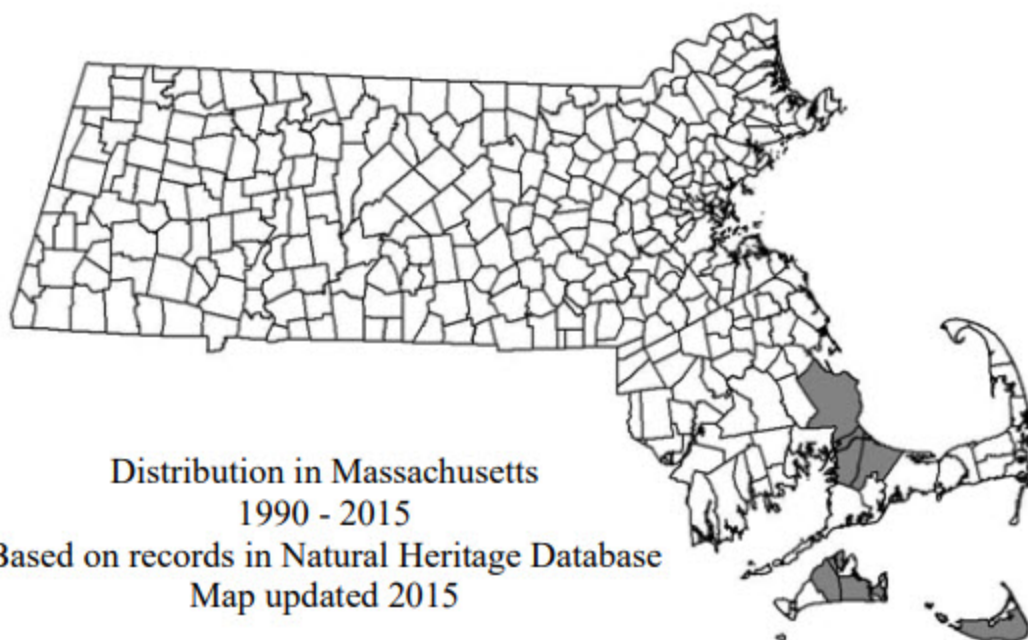 Distribution in Massachusetts
1990 - 2015
Based on records in Natural Heritage Database
Map updated 2015